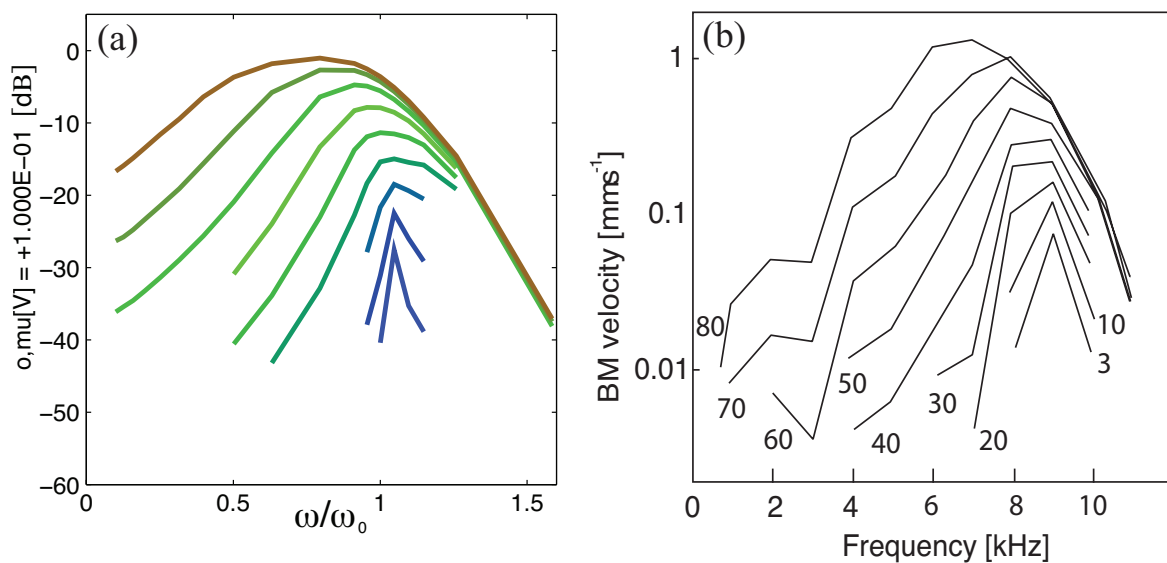 (a)
o,mu[V] = +1.000E−01 [dB]
0
−10
−20
−30
−40
−50
−60
0 0.5 1 1.5
ω/ω₀
(b)
BM velocity [mms⁻¹]
1
0.1
0.01
80
70
60
50
40
30
20
10
3
0 2 4 6 8 10
Frequency [kHz]